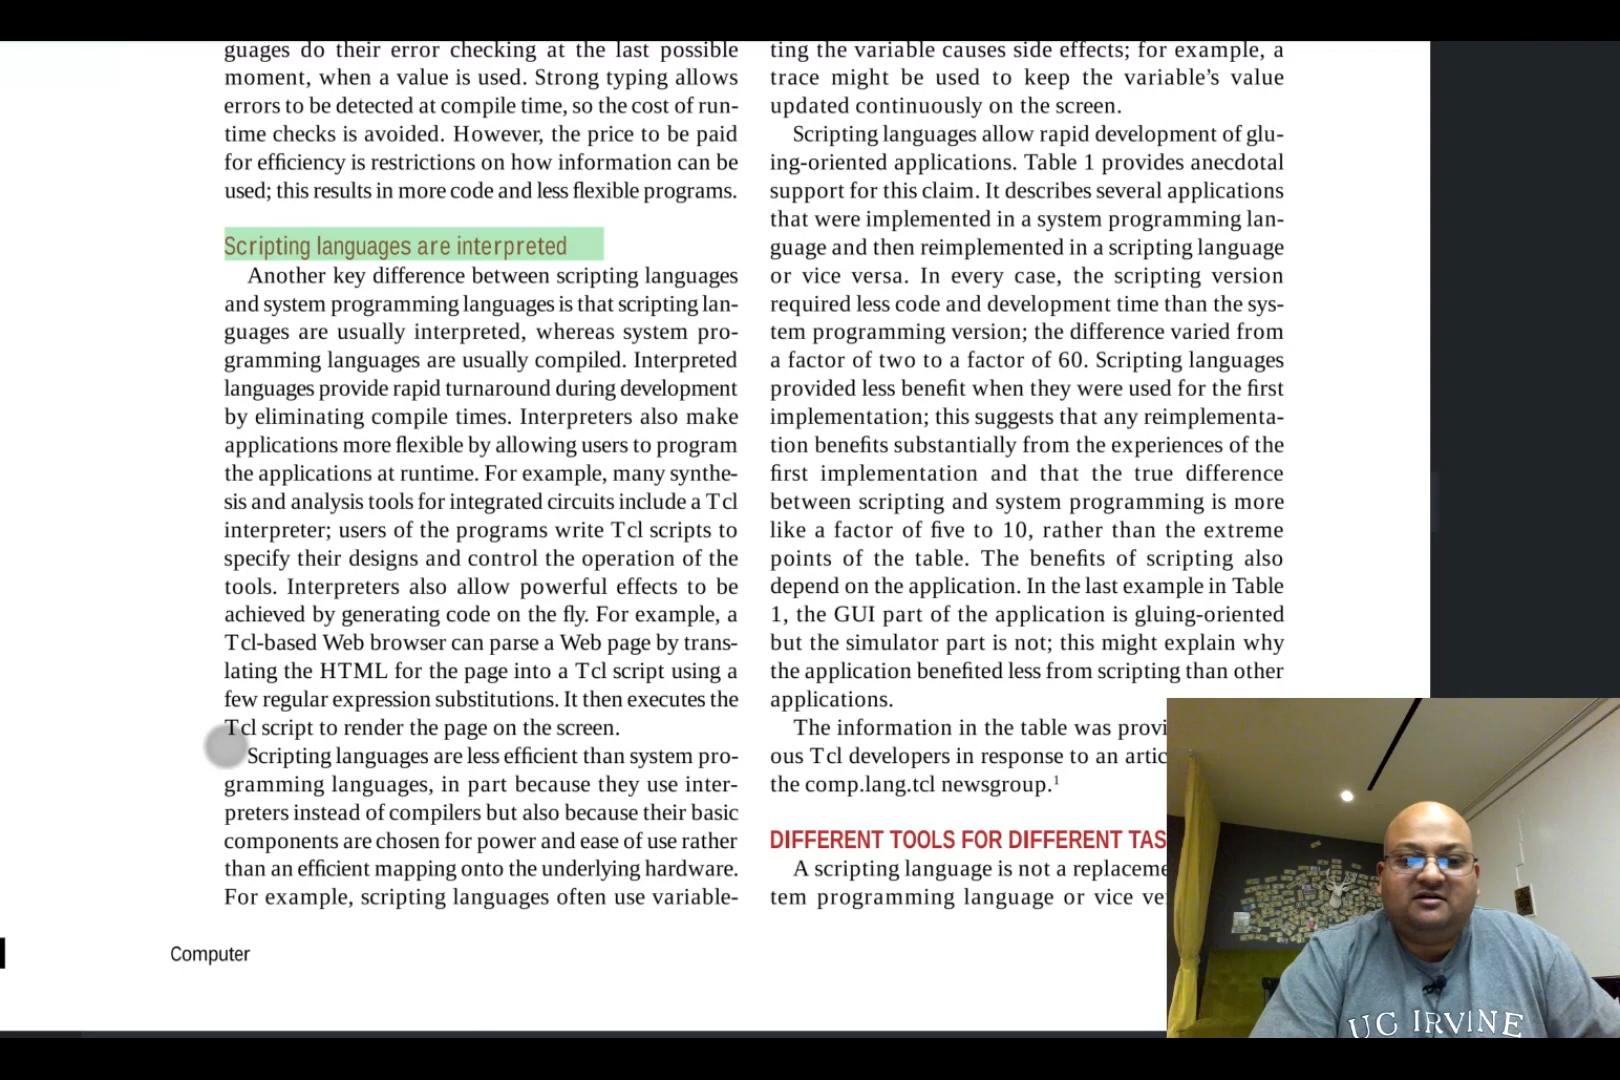 guages do their error checking at the last possible
moment, when a value is used. Strong typing allows
errors to be detected at compile time, so the cost of run-
time checks is avoided. However, the price to be paid
for efficiency is restrictions on how information can be
used; this results in more code and less flexible programs.
Scripting languages are interpreted
Another key difference between scripting languages
and system programming languages is that scripting lan-
guages are usually interpreted, whereas system pro-
gramming languages are usually compiled. Interpreted
languages provide rapid turnaround during development
by eliminating compile times. Interpreters also make
applications more flexible by allowing users to program
the applications at runtime. For example, many synthe-
sis and analysis tools for integrated circuits include a Tcl
interpreter; users of the programs write Tcl scripts to
specify their designs and control the operation of the
tools. Interpreters also allow powerful effects to be
achieved by generating code on the fly. For example, a
Tcl-based Web browser can parse a Web page by trans-
lating the HTML for the page into a Tcl script using a
few regular expression substitutions. It then executes the
Tcl script to render the page on the screen.
Scripting languages are less efficient than system pro-
gramming languages, in part because they use inter-
preters instead of compilers but also because their basic
components are chosen for power and ease of use rather
than an efficient mapping onto the underlying hardware.
For example, scripting languages often use variable-
Computer
ting the variable causes side effects; for example, a
trace might be used to keep the variable's value
updated continuously on the screen.
Scripting languages allow rapid development of glu-
ing-oriented applications. Table 1 provides anecdotal
support for this claim. It describes several applications
that were implemented in a system programming lan-
guage and then reimplemented in a scripting language
or vice versa. In every case, the scripting version
required less code and development time than the sys-
tem programming version; the difference varied from
a factor of two to a factor of 60. Scripting languages
provided less benefit when they were used for the first
implementation; this suggests that any reimplementa-
tion benefits substantially from the experiences of the
first implementation and that the true difference
between scripting and system programming is more
like a factor of five to 10, rather than the extreme
points of the table. The benefits of scripting also
depend on the application. In the last example in Table
1, the GUI part of the application is gluing-oriented
but the simulator part is not; this might explain why
the application benefited less from scripting than other
applications.
The information in the table was provi
ous Tcl developers in response to an artic
the comp.lang.tcl newsgroup.1
DIFFERENT TOOLS FOR DIFFERENT TAS
A scripting language is not a replaceme
tem programming language or vice ve
UC IRVINE